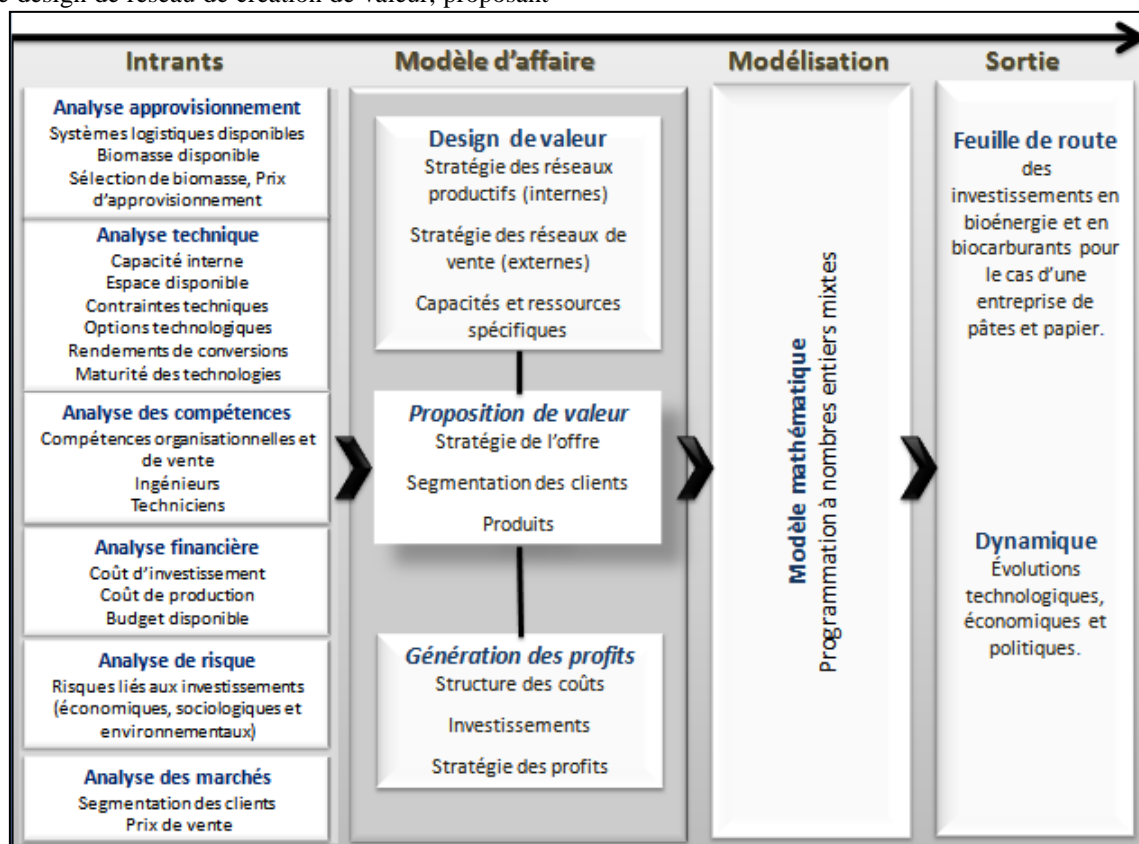 e design de réseau de création de valeur, proposant
Intrants
Analyse approvisionnement
Systèmes logistiques disponibles
Biomasse disponible
Sélection de biomasse, Prix
d'approvisionnement
Analyse technique
Capacité interne
Espace disponible
Contraintes techniques
Options technologiques
Rendements de conversions
Maturité des technologies
Analyse des compétences
Compétences organisationnelles et
de vente
Ingénieurs
Techniciens
Analyse financière
Coût d'investissement
Coût de production
Budget disponible
Analyse de risque
Risques liés aux investissements
(économiques, sociologiques et
environnementaux)
Analyse des marchés
Segmentation des clients
Prix de vente
Modèle d'affaire
Design de valeur
Stratégie des réseaux
productifs (internes)
Stratégie des réseaux de
vente (externes)
Capacités et ressources
spécifiques
Proposition de valeur
Stratégie de l'offre
Segmentation des clients
Produits
Génération des profits
Structure des coûts
Investissements
Stratégie des profits
Modélisation
Modèle mathématique
Programmation à nombres entiers mixtes
Sortie
Feuille de route
des
investissements en
bioénergie et en
biocarburants pour
le cas d'une
entreprise de
pâtes et papier.
Dynamique
Évolutions
technologiques,
économiques et
politiques.